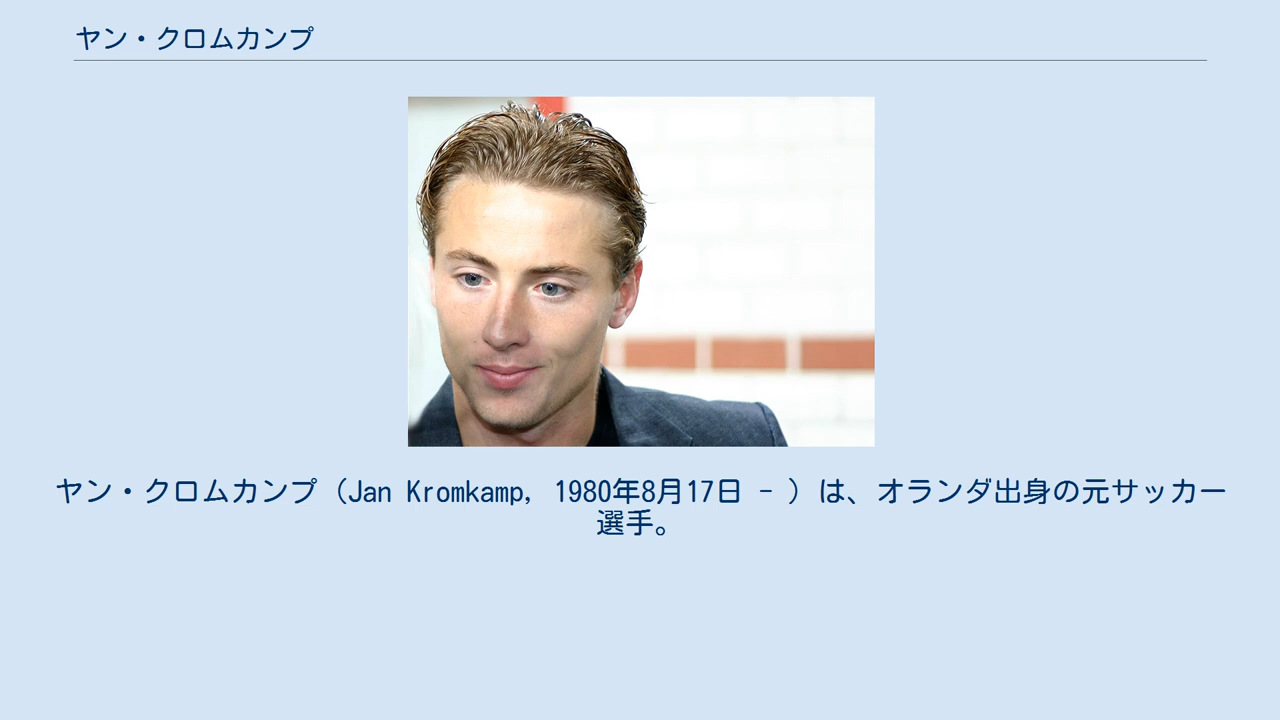 ヤン・クロムカンプ
ヤン・クロムカンプ（Jan Kromkamp, 1980年8月17日 - ）は、オランダ出身の元サッカー
選手。